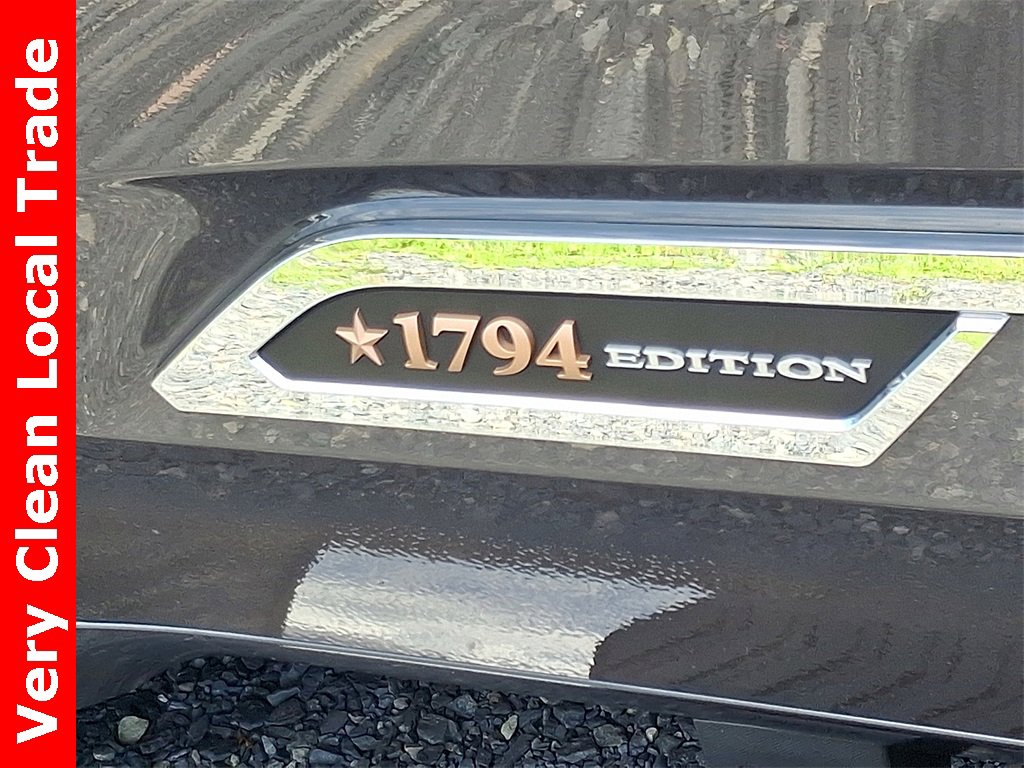 Very Clean Local Trade
1794 EDITION